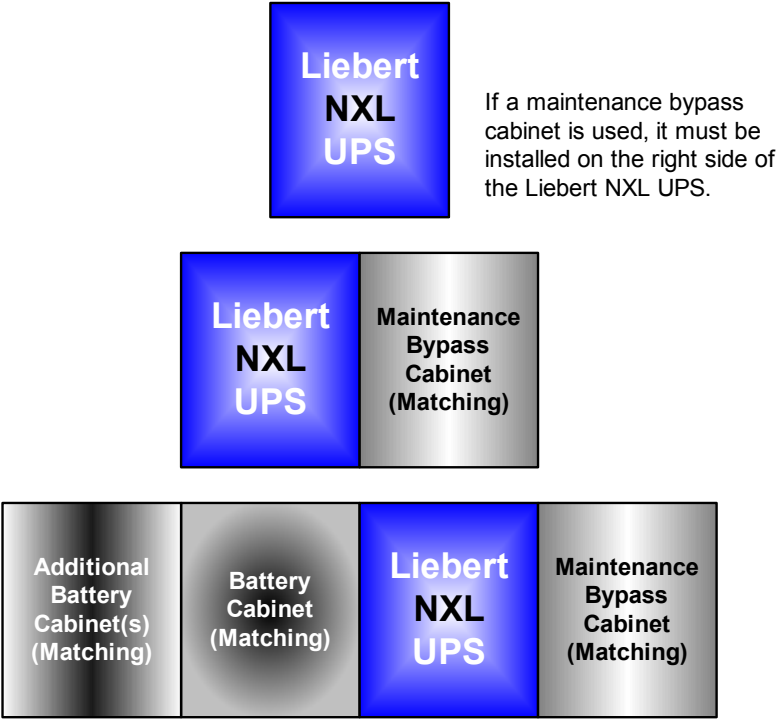 Liebert
NXL
UPS
If a maintenance bypass
cabinet is used, it must be
installed on the right side of
the Liebert NXL UPS.
Liebert
NXL
UPS
Maintenance
Bypass
Cabinet
(Matching)
Additional
Battery
Cabinet(s)
(Matching)
Battery
Cabinet
(Matching)
Liebert
NXL
UPS
Maintenance
Bypass
Cabinet
(Matching)